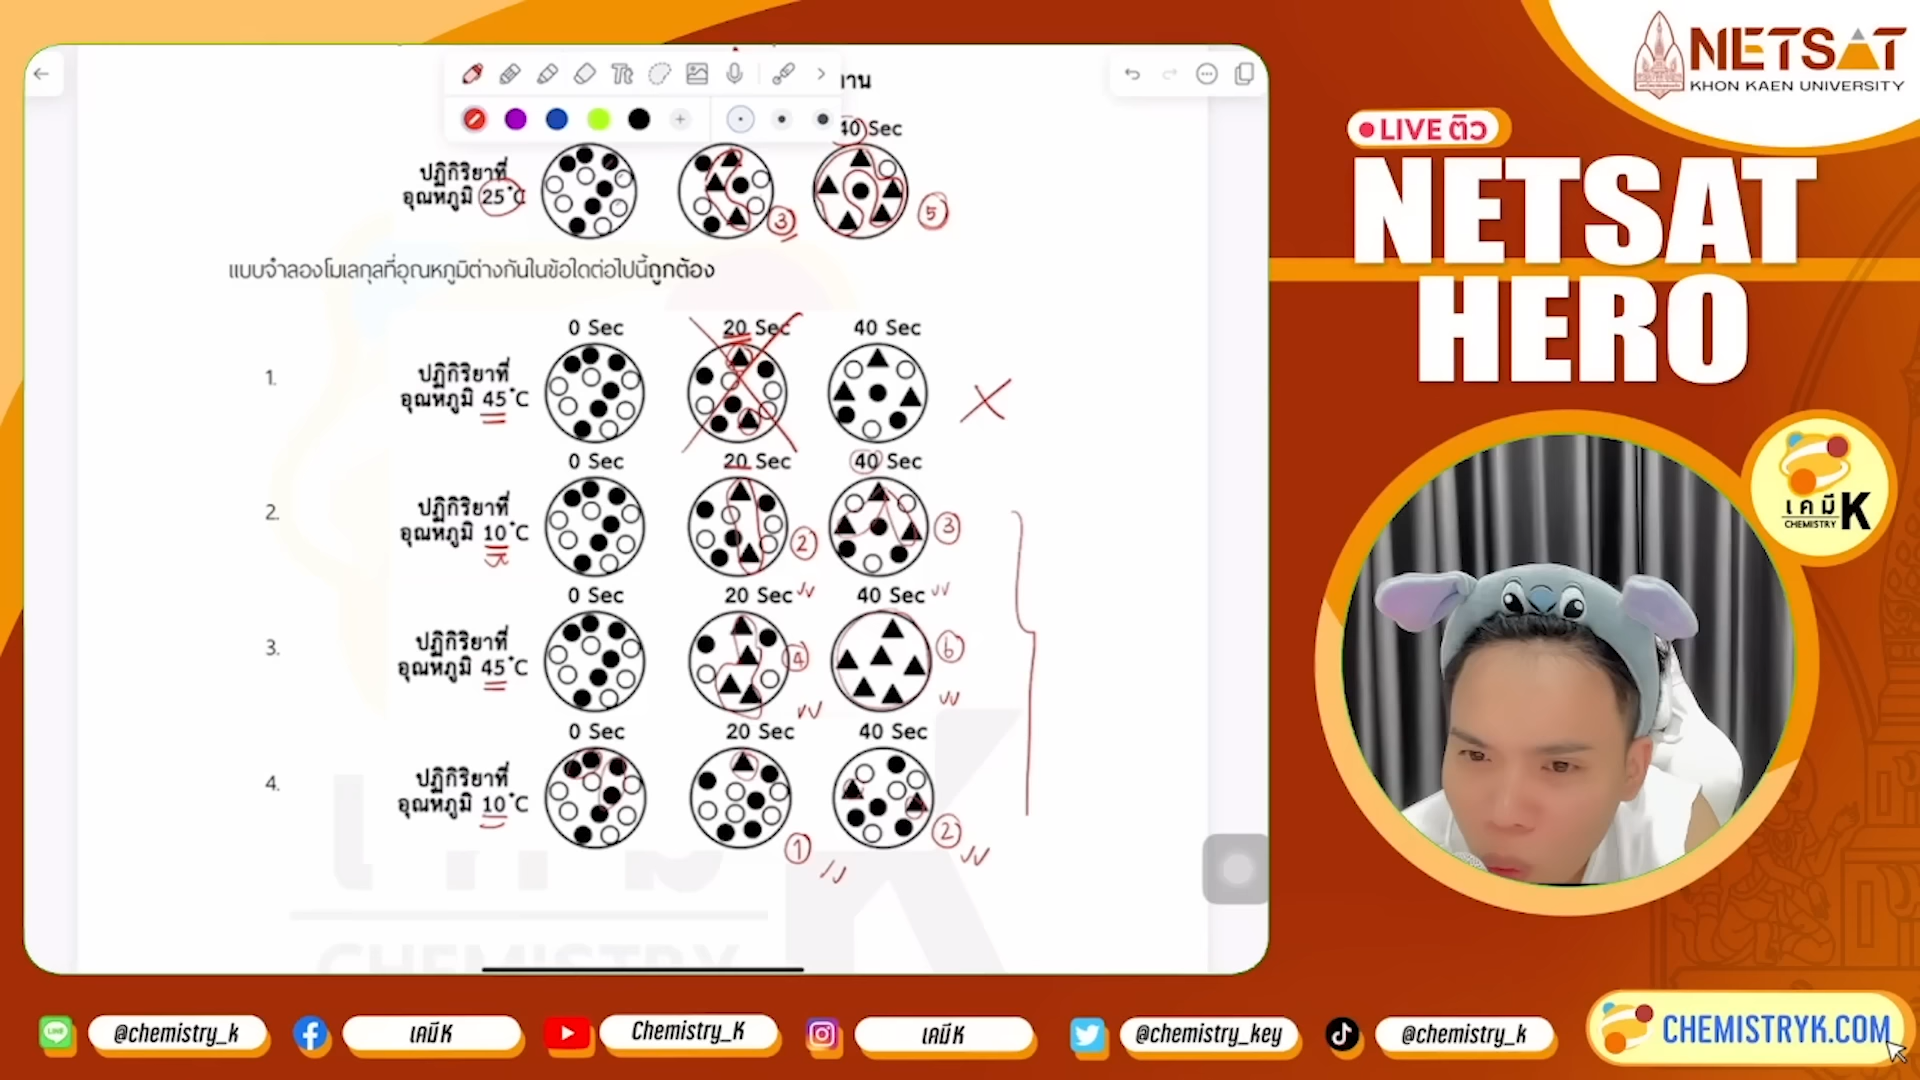 าน
40 Sec
ปฏิกิริยาที่
อุณหภูมิ 25°C
3
5
แบบจำลองโมเลกุลที่อุณหภูมิต่างกันในข้อใดต่อไปนี้ถูกต้อง
0 Sec 20 Sec 40 Sec
1.
ปฏิกิริยาที่
อุณหภูมิ 45°C
0 Sec 20 Sec 40 Sec
2.
ปฏิกิริยาที่
อุณหภูมิ 10°C
2
3
0 Sec 20 Sec 40 Sec
3.
ปฏิกิริยาที่
อุณหภูมิ 45°C
4
6
0 Sec 20 Sec 40 Sec
4.
ปฏิกิริยาที่
อุณหภูมิ 10°C
1
2
เคมี K
CHEMISTRY
NETSAT
KHON KAEN UNIVERSITY
LIVE ติว
NETSAT
HERO
เคมี K
CHEMISTRY
@chemistry_k
เคมี K
Chemistry_K
เคมี K
@chemistry_key
@chemistry_k
CHEMISTRYK.COM